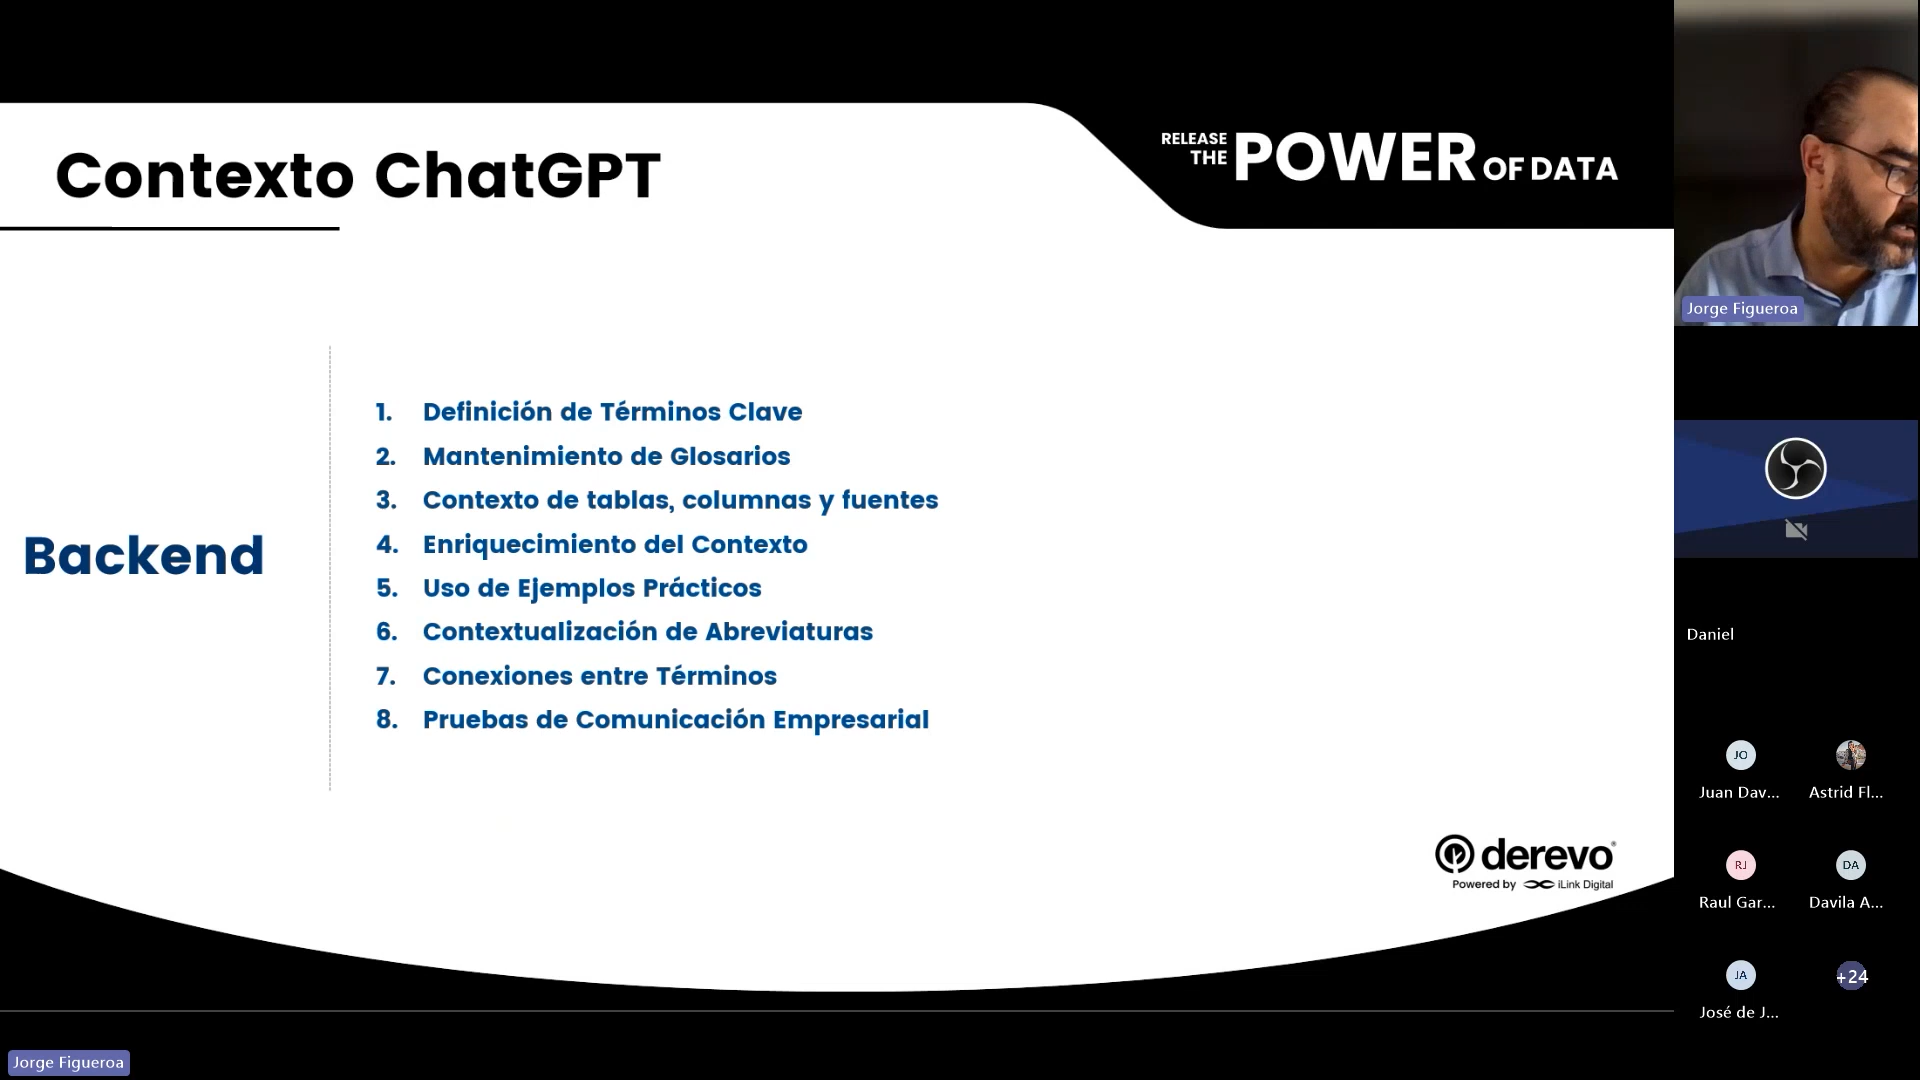 Contexto ChatGPT
RELEASE
THE
POWER OF DATA
Backend
1. Definición de Términos Clave
2. Mantenimiento de Glosarios
3. Contexto de tablas, columnas y fuentes
4. Enriquecimiento del Contexto
5. Uso de Ejemplos Prácticos
6. Contextualización de Abreviaturas
7. Conexiones entre Términos
8. Pruebas de Comunicación Empresarial
derevo
Powered by iLink Digital
Jorge Figueroa
Jorge Figueroa
Daniel
JO
Juan Dav...
Astrid Fl...
RJ
Raul Gar...
DA
Davila A...
JA
José de J...
+24